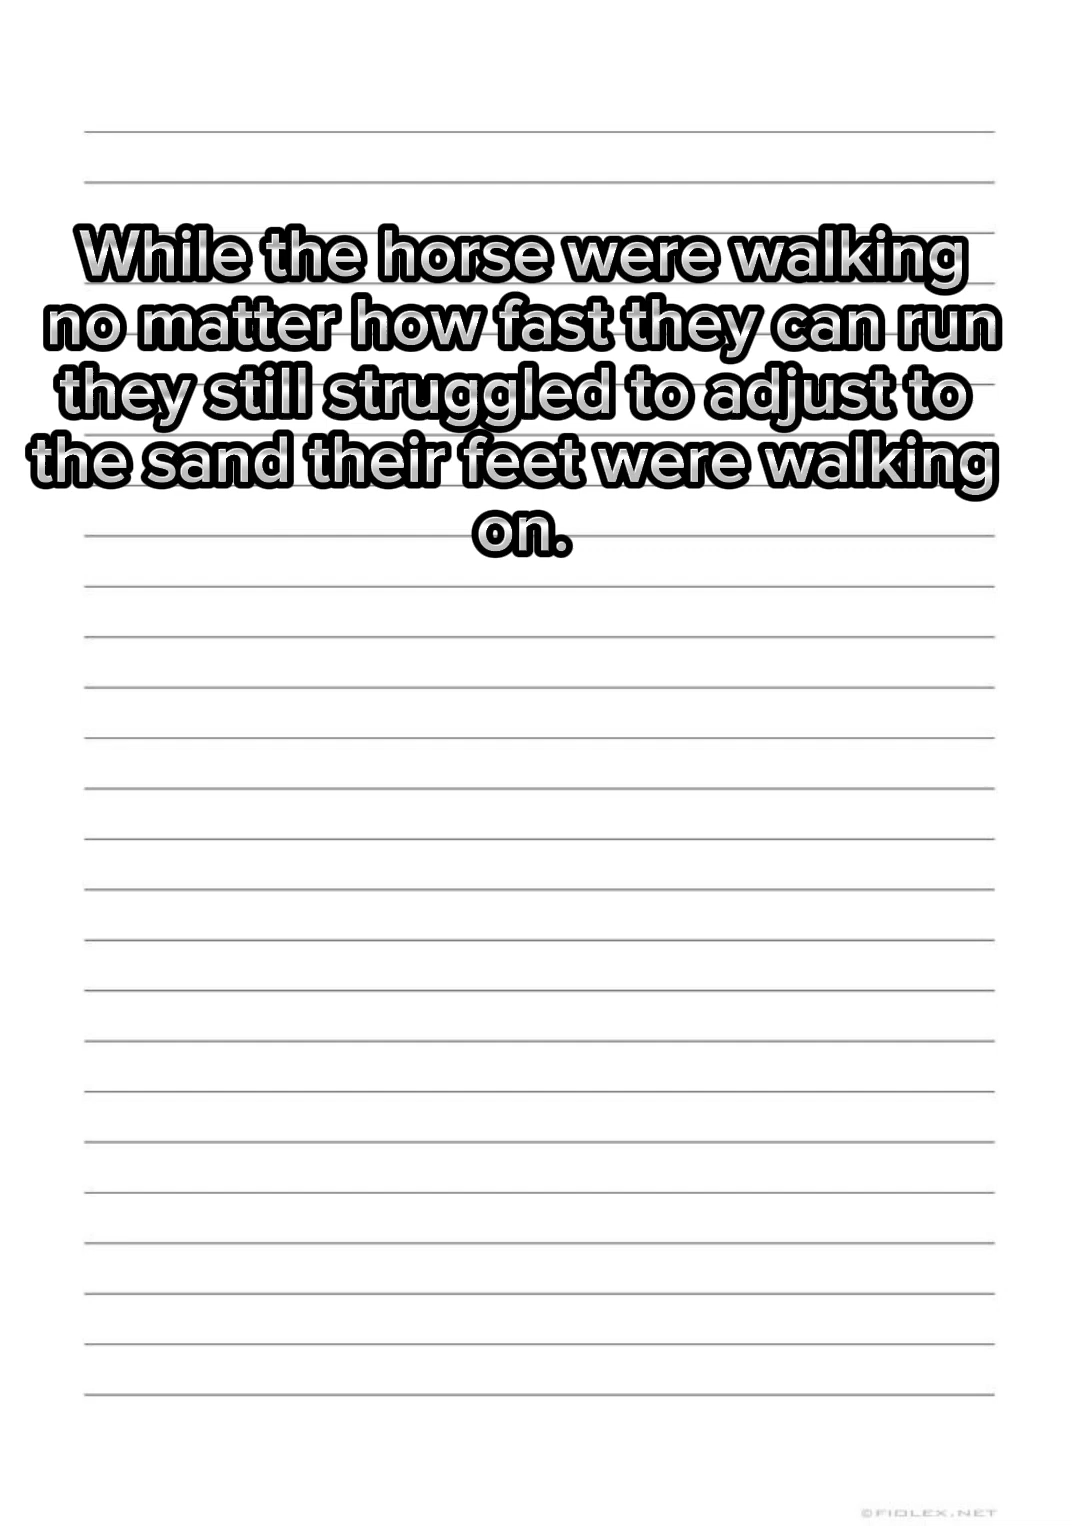 While the horse were walking
no matter how fast they can run
they still struggled to adjust to
the sand their feet were walking
on.
©FIDLEX.NET